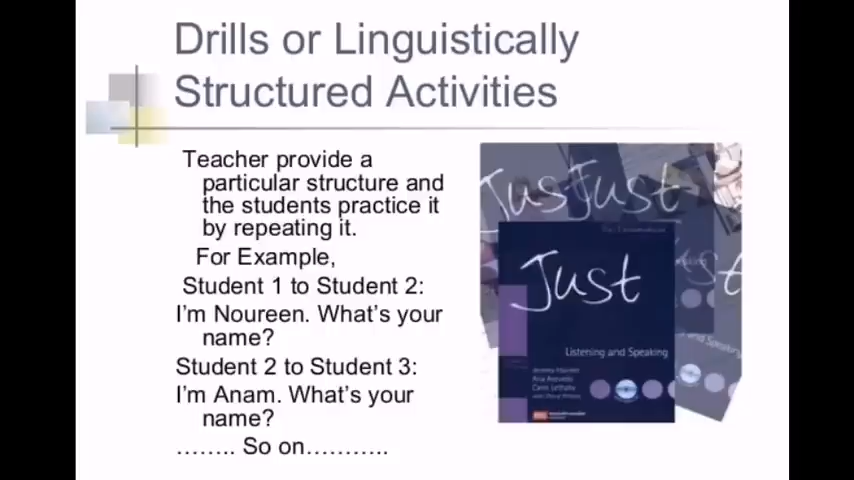 Drills or Linguistically
Structured Activities
Teacher provide a
particular structure and
the students practice it
by repeating it.
For Example,
Student 1 to Student 2:
I'm Noureen. What's your
name?
Student 2 to Student 3:
I'm Anam. What's your
name?
........ So on...........
Just
Just
Just
Listening and Speaking